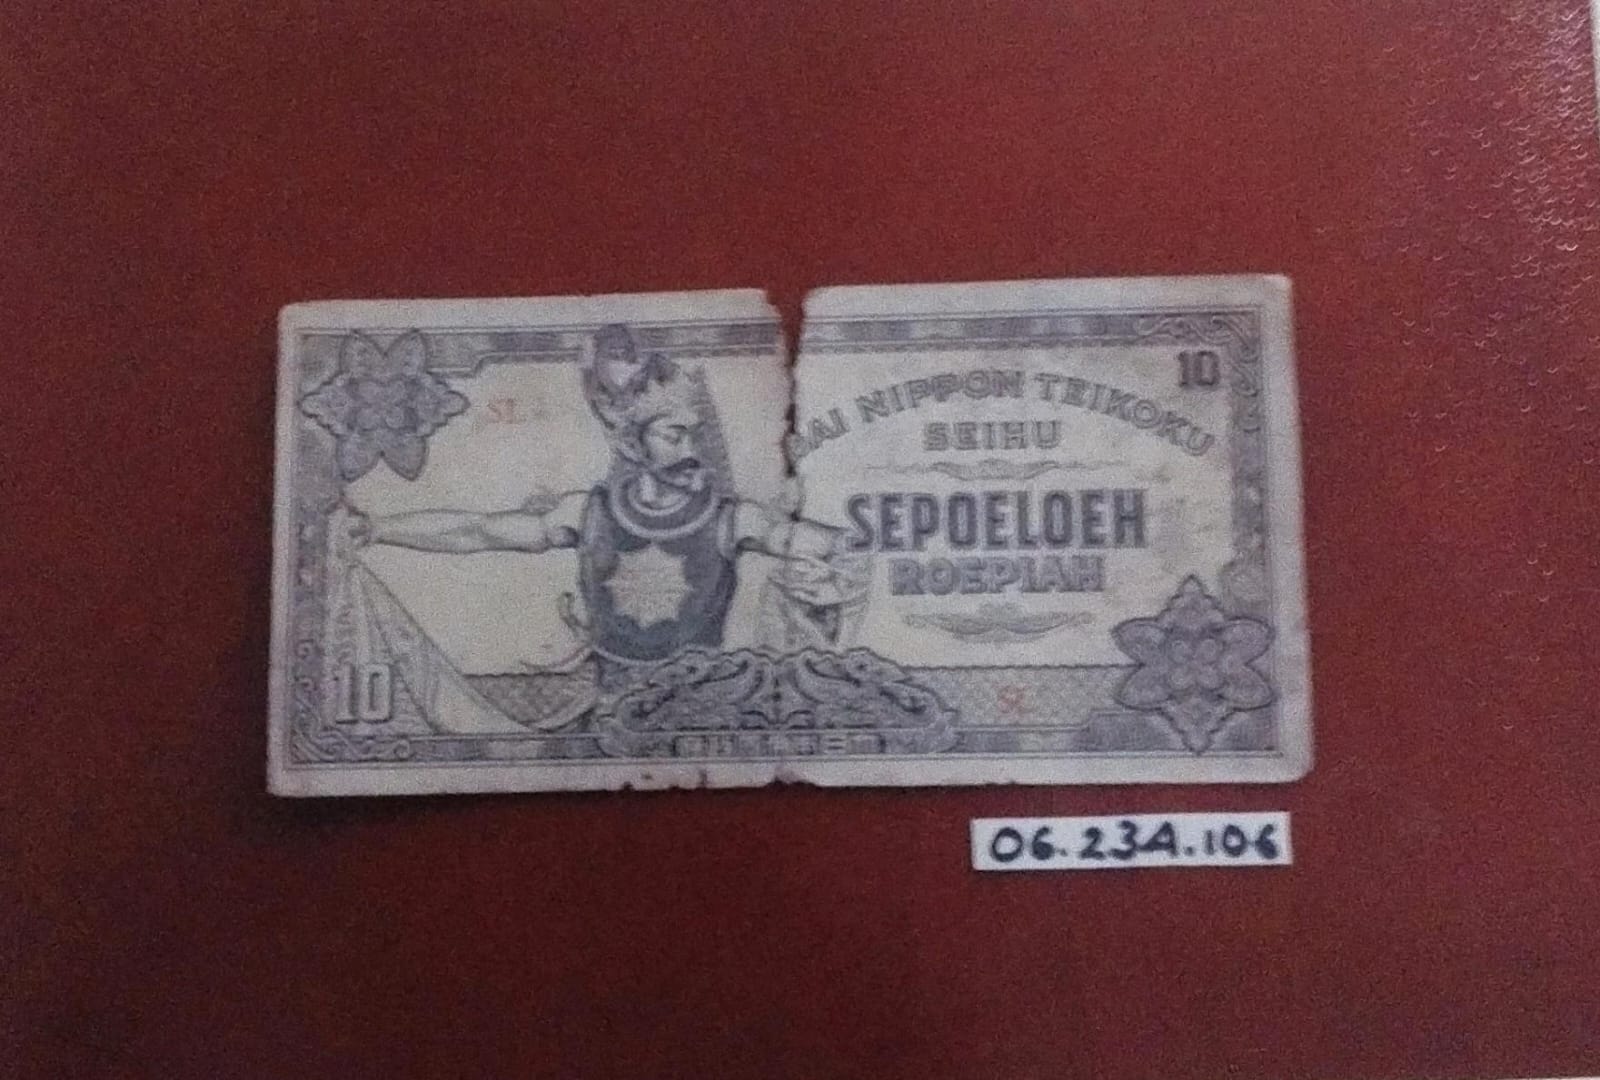 10
SL
DAI NIPPON TEIKOKU
SEIHU
SEPOELOEH
ROEPIAH
10
SL
06.234.106